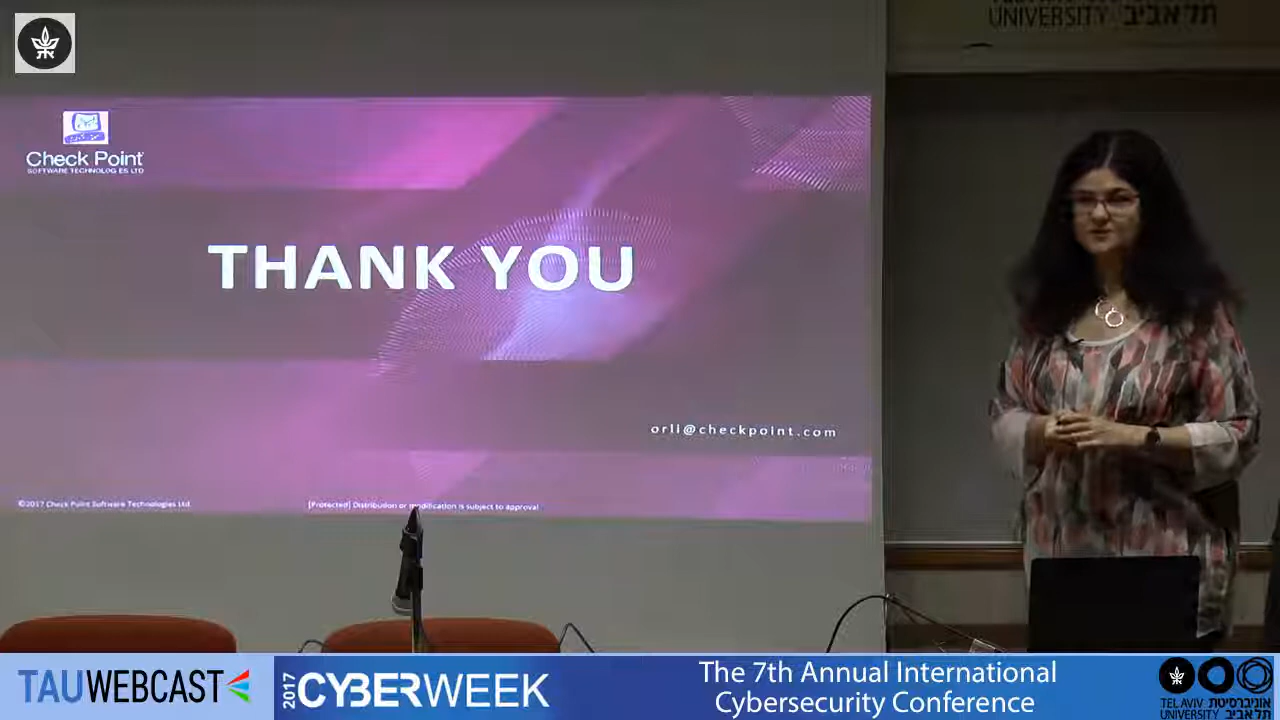 UNIVERSITY תל אביב
Check Point
SOFTWARE TECHNOLOGIES LTD
THANK YOU
orli@checkpoint.com
©2017 Check Point Software Technologies Ltd.
[Protected] Distribution or modification is subject to approval
TAUWEBCAST
2017 CYBERWEEK
The 7th Annual International
Cybersecurity Conference
TEL AVIV אוניברסיטת
UNIVERSITY תל אביב